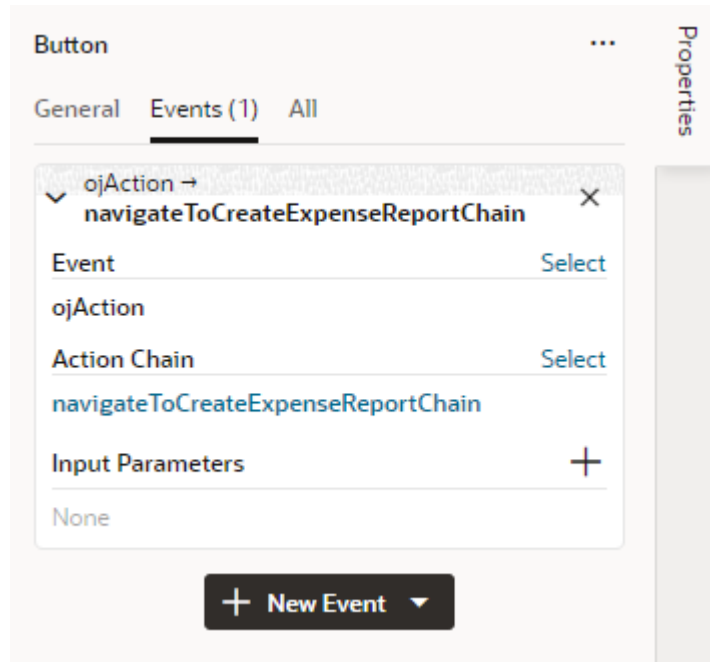 Button
Properties
General Events (1) All
ojAction →
navigateToCreateExpenseReportChain
Event Select
ojAction
Action Chain Select
navigateToCreateExpenseReportChain
Input Parameters
None
New Event